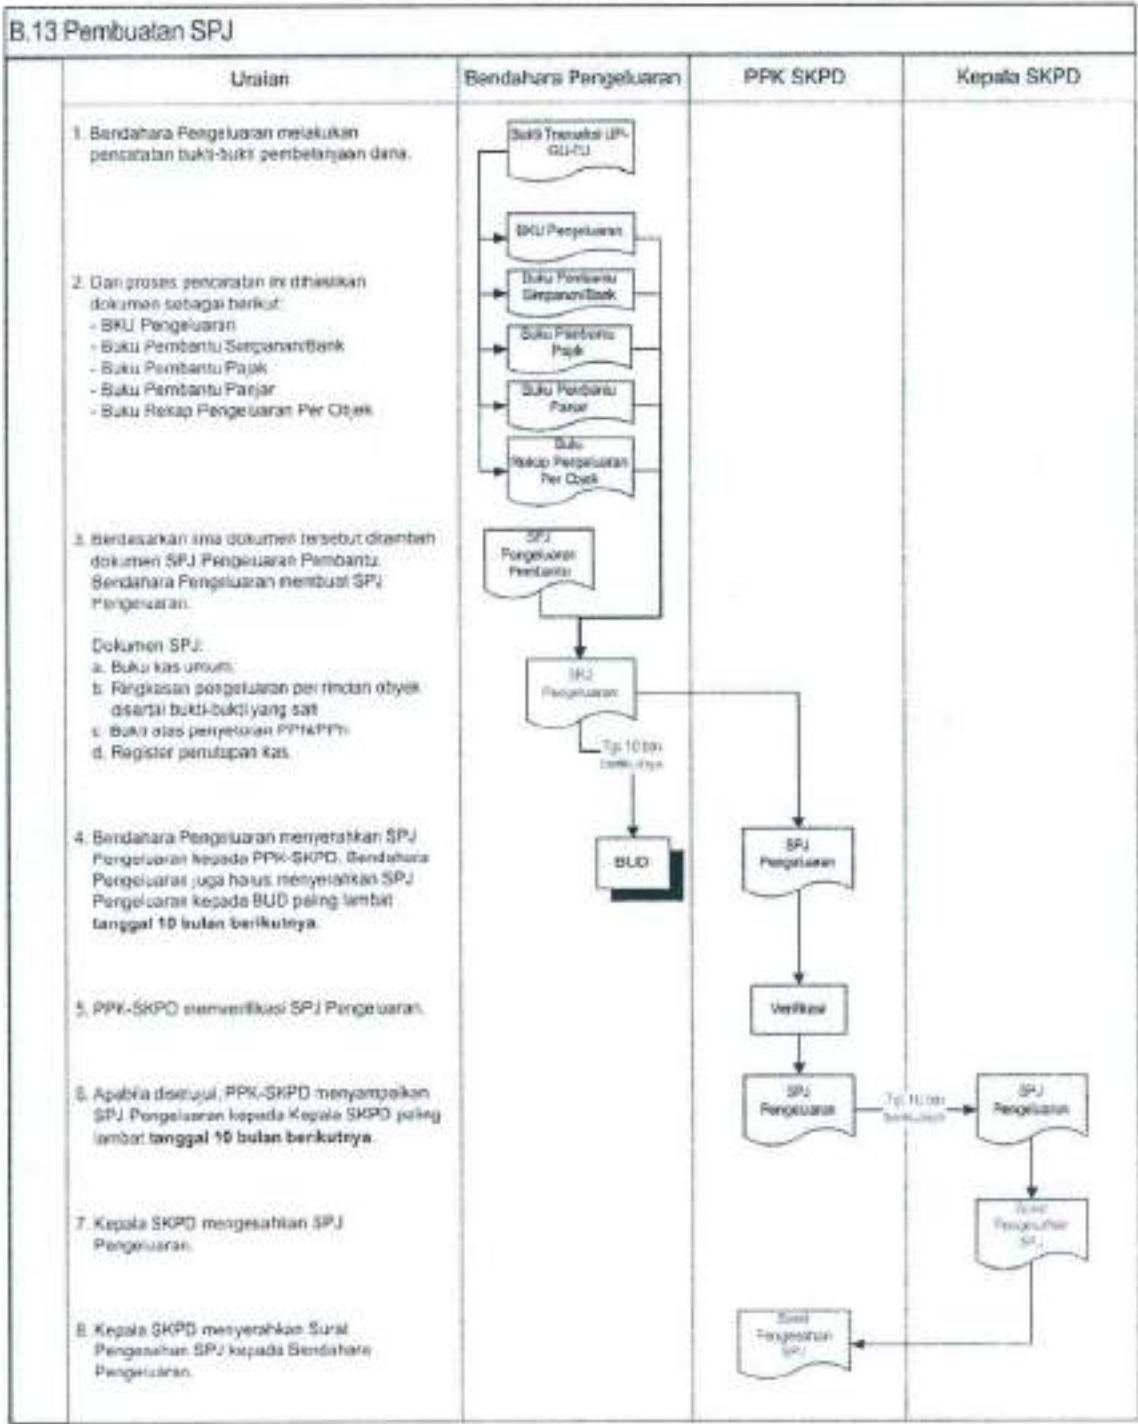 B.13 Pembuatan SPJ
Uraian
Bendahara Pengeluaran
PPK SKPD
Kepala SKPD
1. Bendahara Pengeluaran melakukan
pencatatan bukti-bukti pembelanjaan dana.
2. Dari proses pencatatan ini dihasilkan
dokumen sebagai berikut:
- BKU Pengeluaran
- Buku Pembantu Simpanan/Bank
- Buku Pembantu Pajak
- Buku Pembantu Panjar
- Buku Rekap Pengeluaran Per Objek
3. Berdasarkan lima dokumen tersebut ditambah
dokumen SPJ Pengeluaran Pembantu,
Bendahara Pengeluaran membuat SPJ
Pengeluaran.
Dokumen SPJ:
a. Buku kas umum
b. Ringkasan pengeluaran per rincian obyek
disertai bukti-bukti yang sah
c. Bukti atas penyetoran PPN/PPh
d. Register penutupan kas.
4. Bendahara Pengeluaran menyerahkan SPJ
Pengeluaran kepada PPK-SKPD. Bendahara
Pengeluaran juga harus menyerahkan SPJ
Pengeluaran kepada BUD paling lambat
tanggal 10 bulan berikutnya.
5. PPK-SKPD memverifikasi SPJ Pengeluaran.
6. Apabila disetujui, PPK-SKPD menyampaikan
SPJ Pengeluaran kepada Kepala SKPD paling
lambat tanggal 10 bulan berikutnya.
7. Kepala SKPD mengesahkan SPJ
Pengeluaran.
8. Kepala SKPD menyerahkan Surat
Pengesahan SPJ kepada Bendahara
Pengeluaran.
Bukti Transaksi UP-
GU-TU
BKU Pengeluaran
Buku Pembantu
Simpanan/Bank
Buku Pembantu
Pajak
Buku Pembantu
Panjar
Buku
Rekap Pengeluaran
Per Objek
SPJ
Pengeluaran
Pembantu
SPJ
Pengeluaran
Tgl 10 bln
berikutnya
BUD
SPJ
Pengeluaran
Verifikasi
SPJ
Pengeluaran
Tgl 10 bln
berikutnya
SPJ
Pengeluaran
Surat
Pengesahan
SPJ
Surat
Pengesahan
SPJ